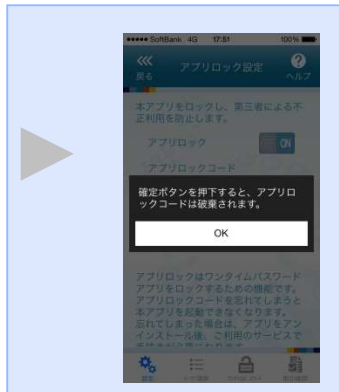 SoftBank 4G 17:51 100%
戻る アプリロック設定 ? ヘルプ
本アプリをロックし、第三者による不
正利用を防止します。
アプリロック ON
アプリロックコード
確定ボタンを押下すると、アプリロ
ックコードは破棄されます。
OK
アプリロックはワンタイムパスワード
アプリをロックするための機能です。
アプリロックコードを忘れてしまうと
本アプリを起動できなくなります。
忘れてしまった場合は、アプリをアン
インストール後、ご利用のサービスで